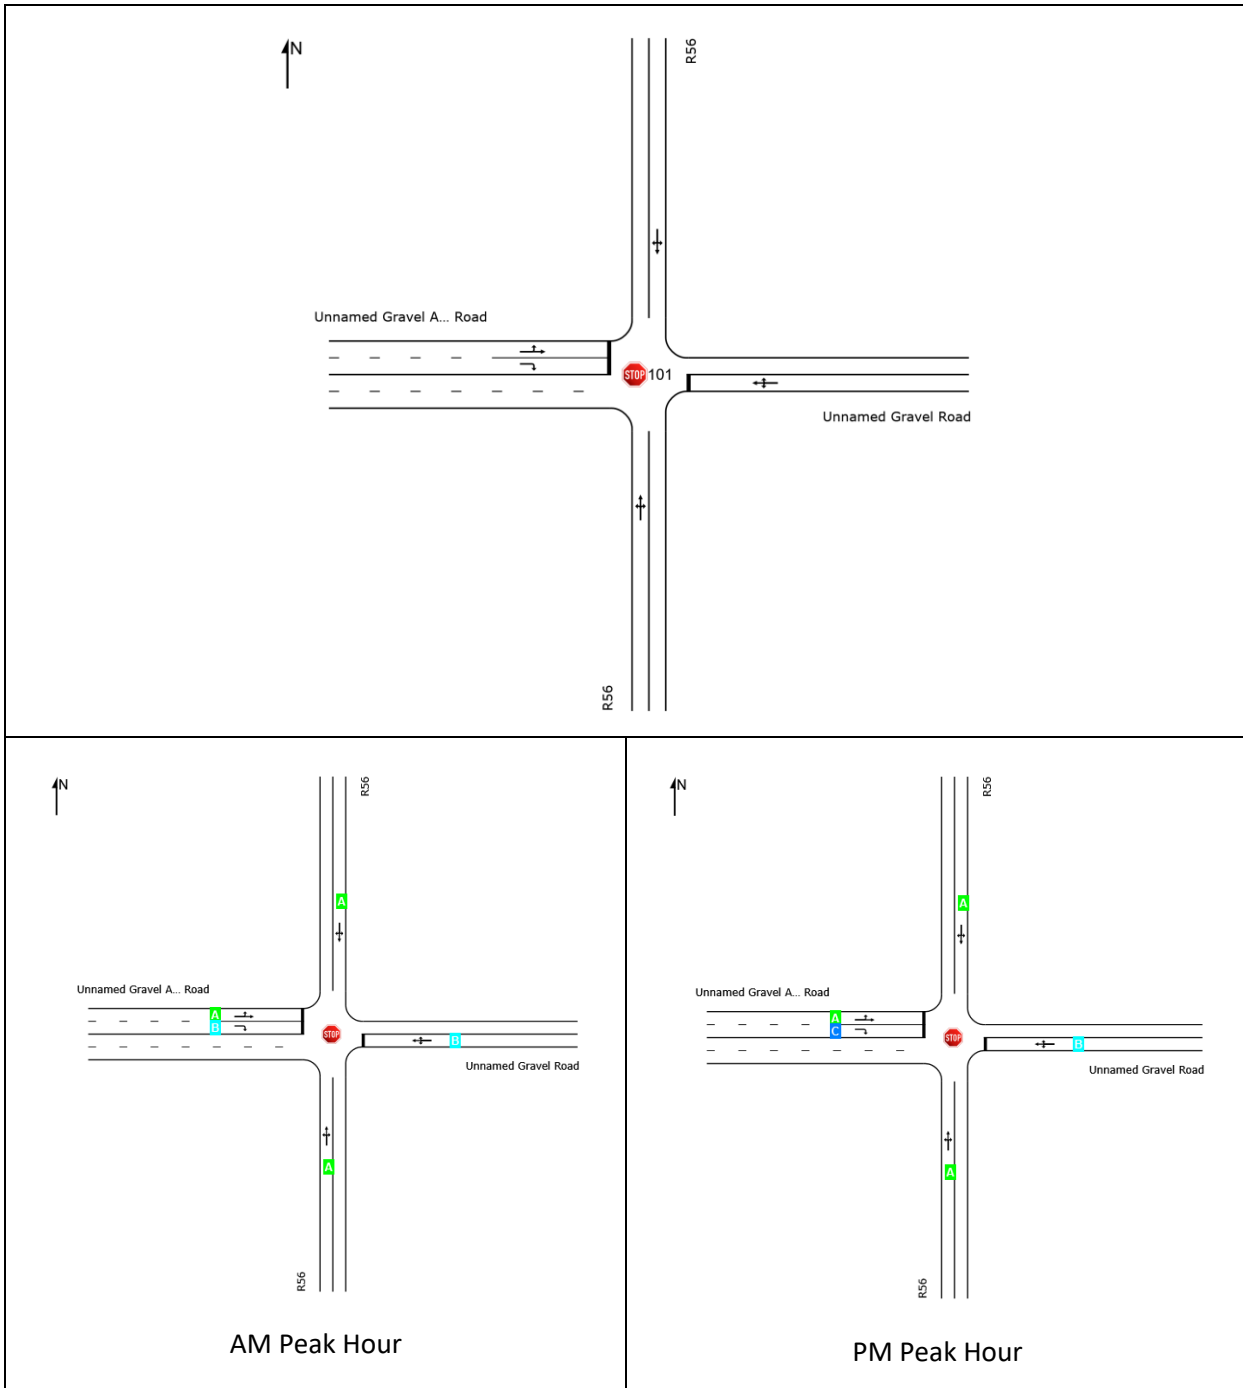 N
R56
Unnamed Gravel A... Road
STOP 101
Unnamed Gravel Road
R56
N
R56
A
Unnamed Gravel A... Road
A
B
STOP
B
Unnamed Gravel Road
A
R56
AM Peak Hour
N
R56
A
Unnamed Gravel A... Road
A
C
STOP
B
Unnamed Gravel Road
A
R56
PM Peak Hour